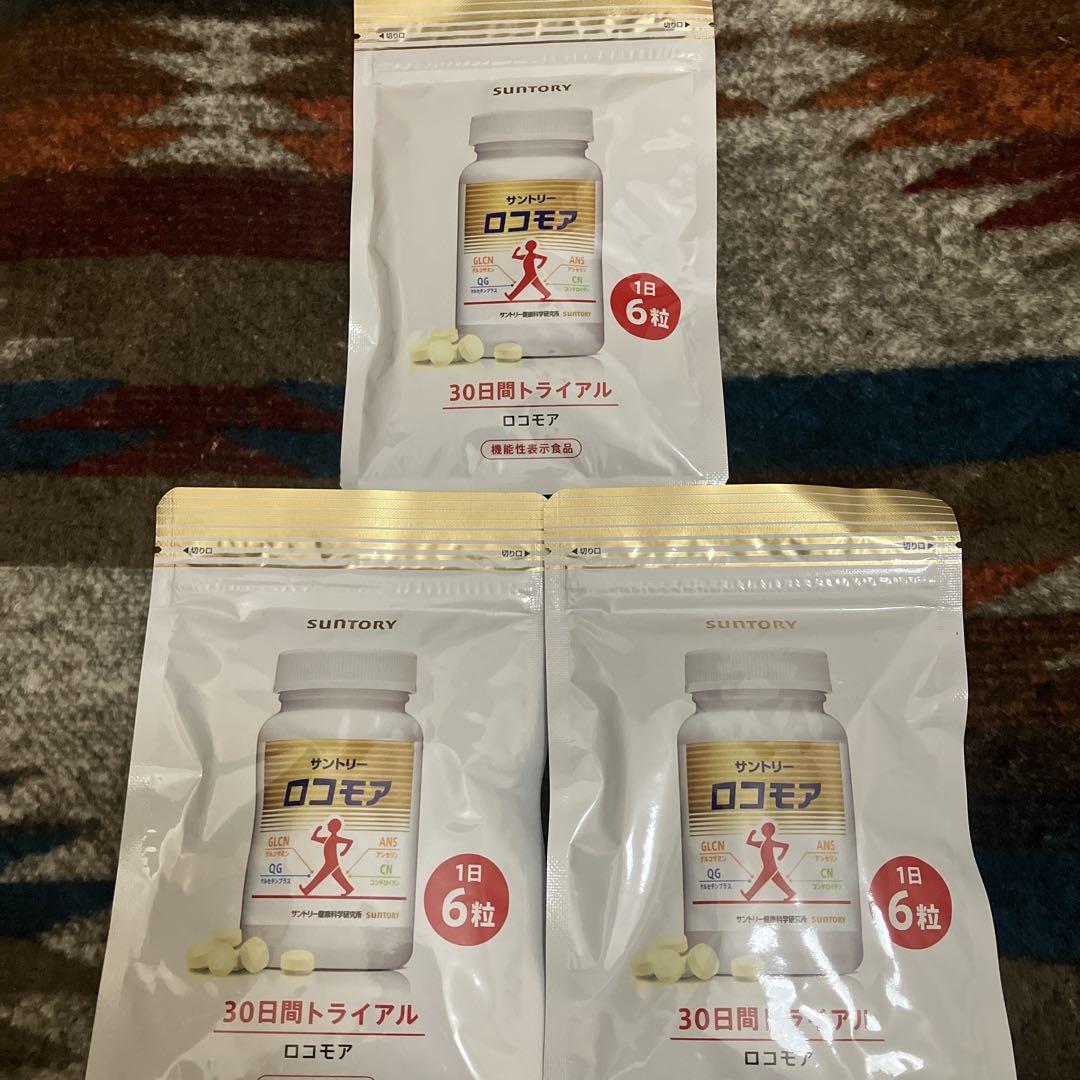 ◀切り口
切り口▶
SUNTORY
サントリー
ロコモア
GLCN
グルコサミン
ANS
アンセリン
QG
ケルセチンプラス
CN
コンドロイチン
サントリー健康科学研究所 SUNTORY
1日
6粒
30日間トライアル
ロコモア
機能性表示食品
◀切り口
切り口▶
SUNTORY
サントリー
ロコモア
GLCN
グルコサミン
ANS
アンセリン
QG
ケルセチンプラス
CN
コンドロイチン
サントリー健康科学研究所 SUNTORY
1日
6粒
30日間トライアル
ロコモア
◀切り口
切り口▶
SUNTORY
サントリー
ロコモア
GLCN
グルコサミン
ANS
アンセリン
QG
ケルセチンプラス
CN
コンドロイチン
サントリー健康科学研究所 SUNTORY
1日
6粒
30日間トライアル
ロコモア